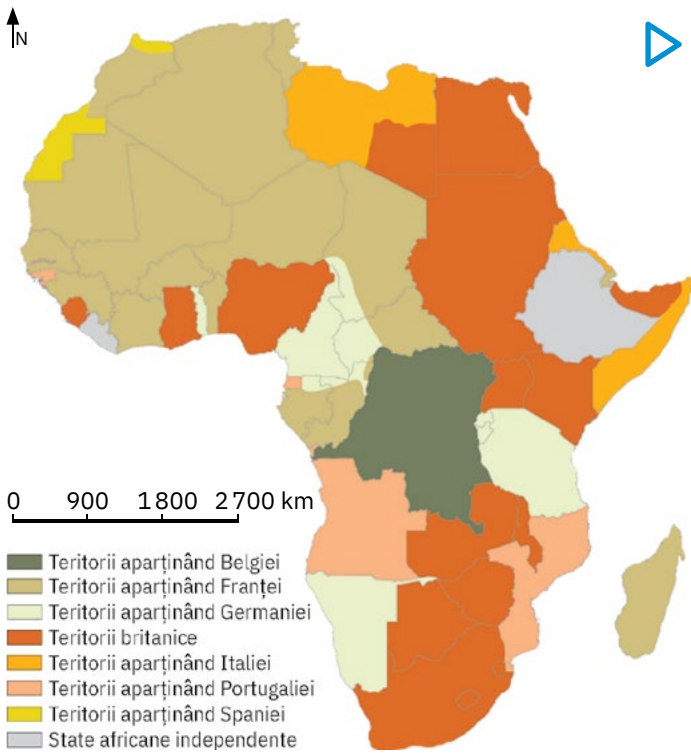 N
0 900 1 800 2 700 km
Teritorii aparținând Belgiei
Teritorii aparținând Franței
Teritorii aparținând Germaniei
Teritorii britanice
Teritorii aparținând Italiei
Teritorii aparținând Portugaliei
Teritorii aparținând Spaniei
State africane independente